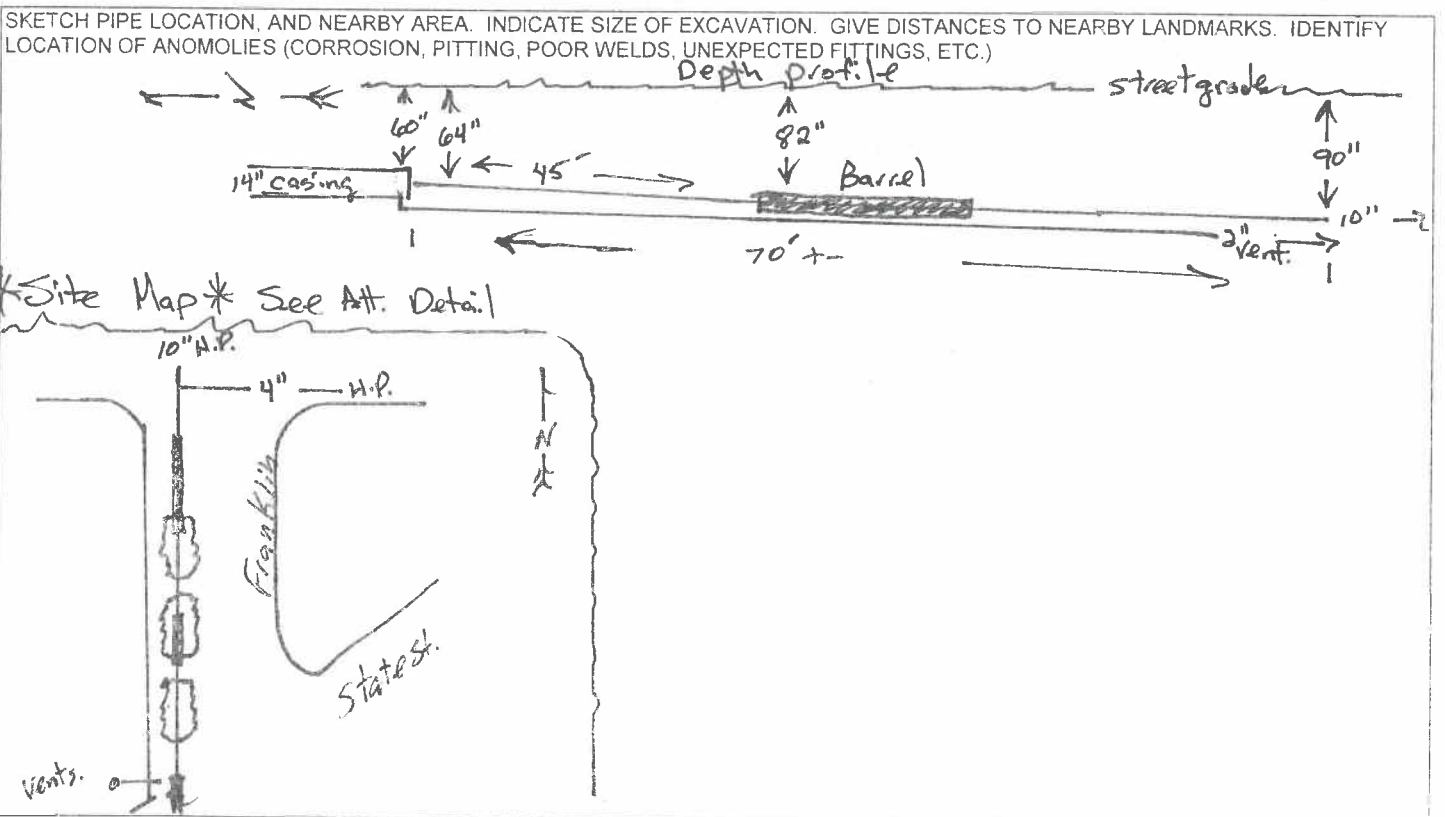 SKETCH PIPE LOCATION, AND NEARBY AREA. INDICATE SIZE OF EXCAVATION. GIVE DISTANCES TO NEARBY LANDMARKS. IDENTIFY
LOCATION OF ANOMOLIES (CORROSION, PITTING, POOR WELDS, UNEXPECTED FITTINGS, ETC.)
Depth profile
street grade
N
60"
64"
82"
90"
45'
Barrel
14" casing
10"
2" vent.
70' +-
*Site Map* See Att. Detail
10" H.P.
4" H.P.
N
Franklin
State St.
vents.